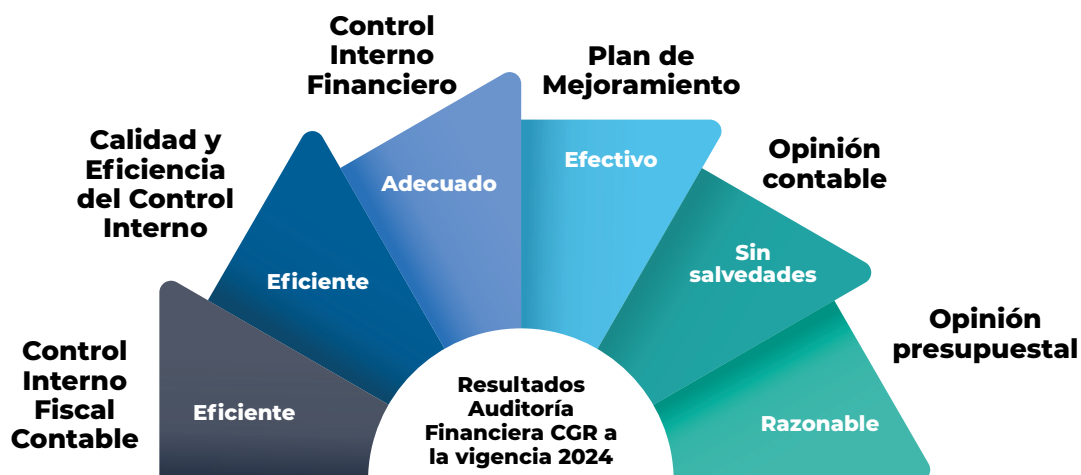 Control
Interno
Fiscal
Contable
Eficiente
Calidad y
Eficiencia
del Control
Interno
Eficiente
Control
Interno
Financiero
Adecuado
Plan de
Mejoramiento
Efectivo
Opinión
contable
Sin
salvedades
Opinión
presupuestal
Razonable
Resultados
Auditoría
Financiera CGR a
la vigencia 2024